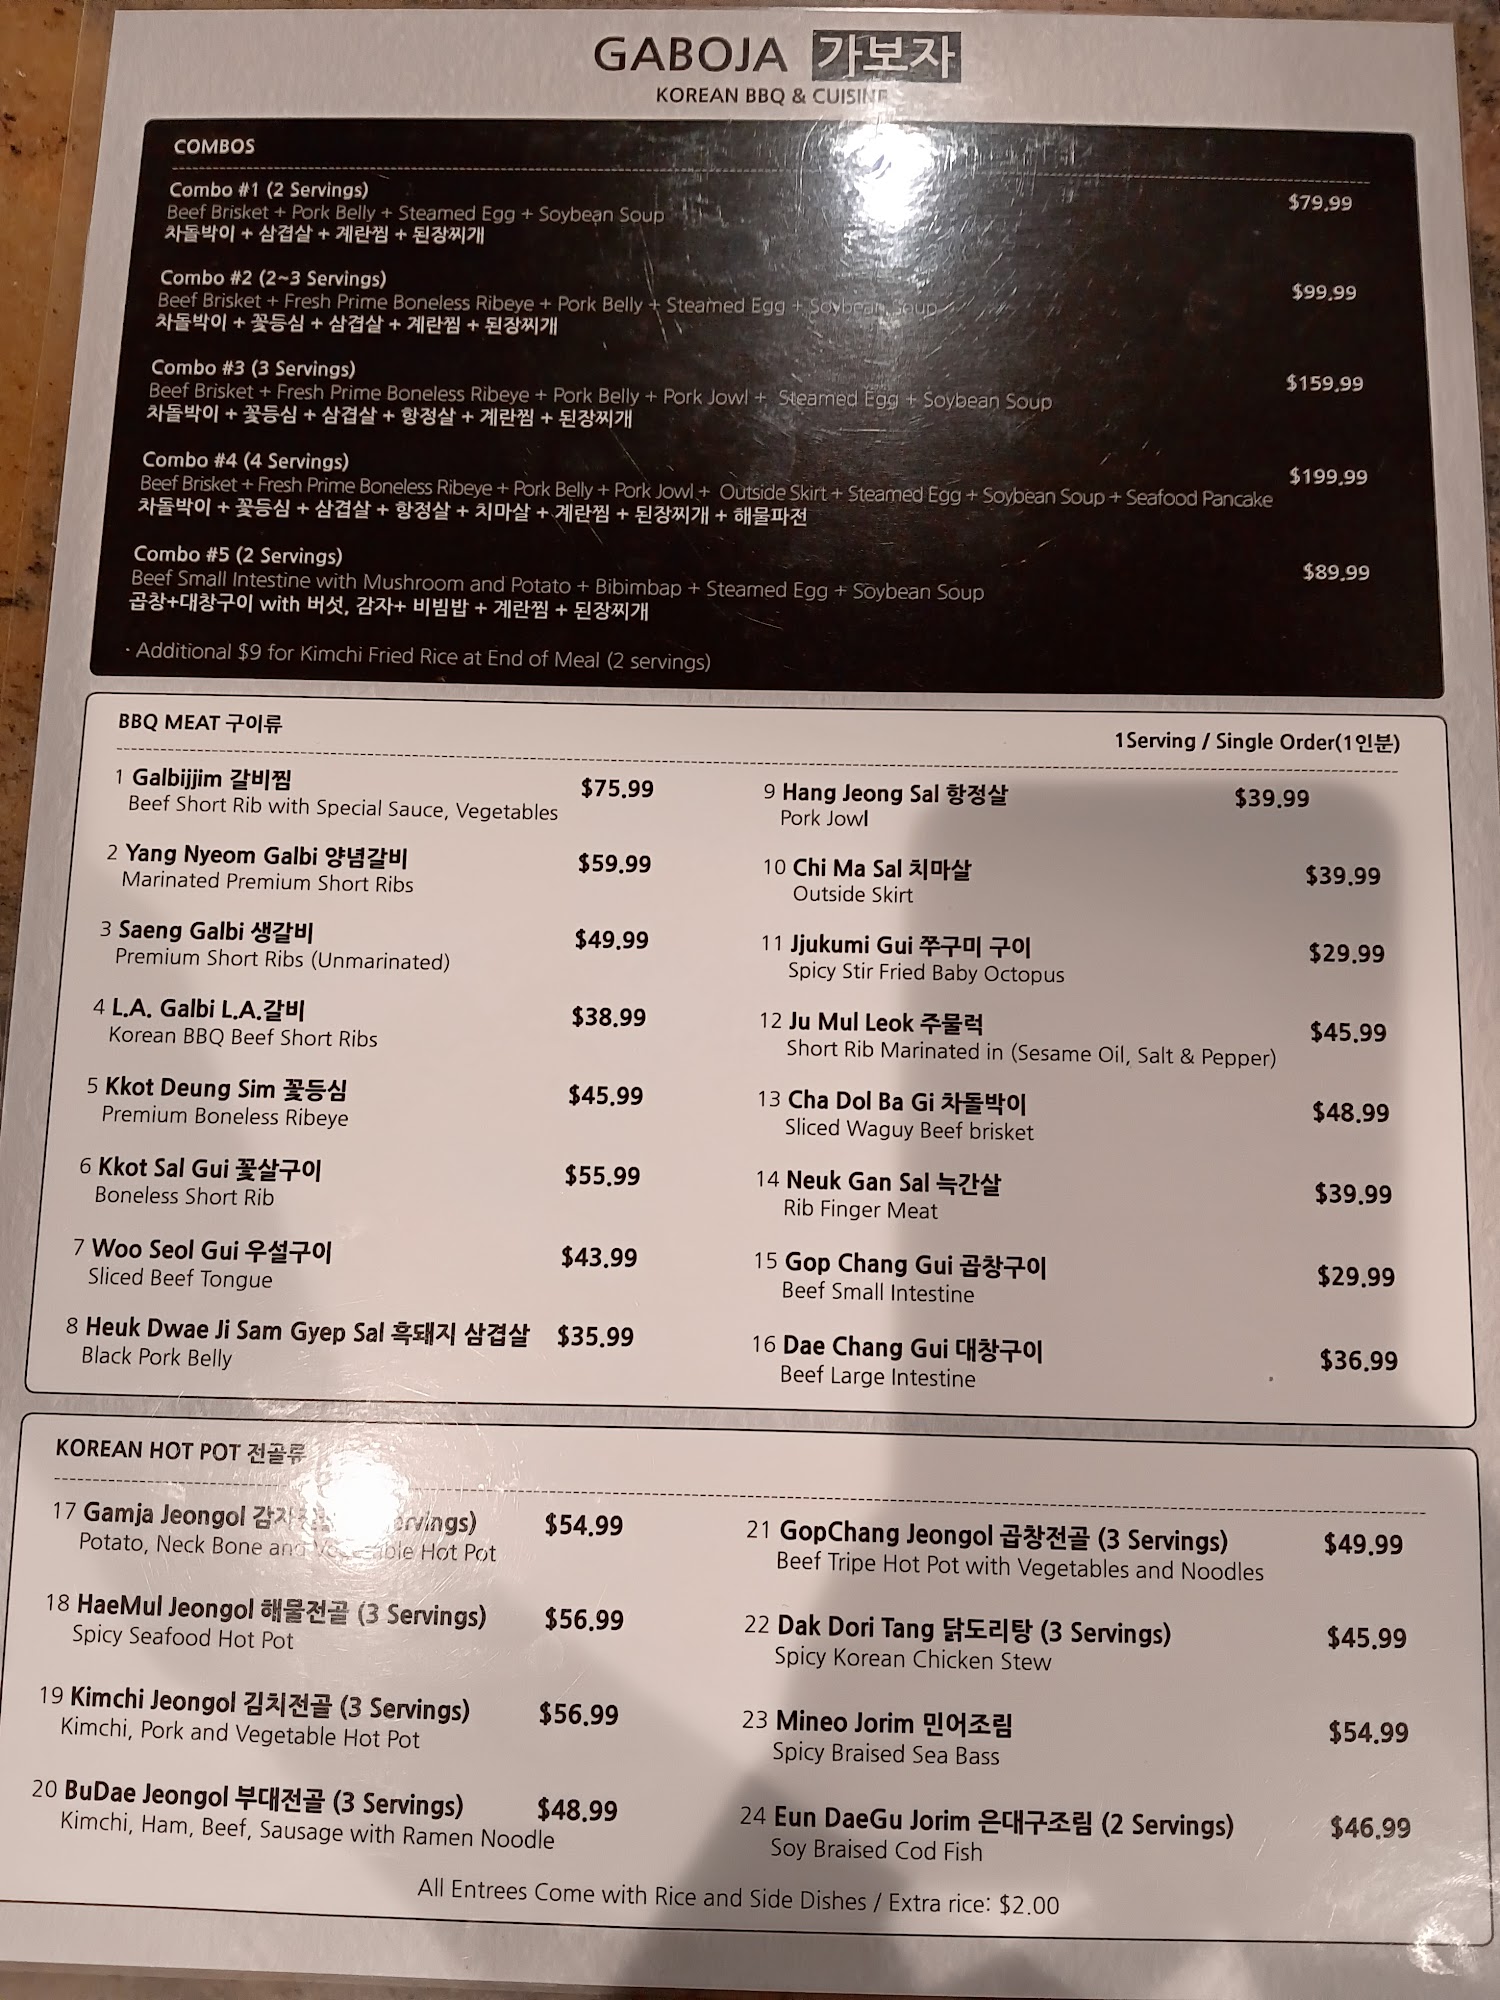 GABOJA 가보자
KOREAN BBQ & CUISINE
COMBOS
Combo #1 (2 Servings)
Beef Brisket + Pork Belly + Steamed Egg + Soybean Soup $79.99
차돌박이 + 삼겹살 + 계란찜 + 된장찌개
Combo #2 (2~3 Servings)
Beef Brisket + Fresh Prime Boneless Ribeye + Pork Belly + Steamed Egg + Soybean Soup $99.99
차돌박이 + 꽃등심 + 삼겹살 + 계란찜 + 된장찌개
Combo #3 (3 Servings)
Beef Brisket + Fresh Prime Boneless Ribeye + Pork Belly + Pork Jowl + Steamed Egg + Soybean Soup $159.99
차돌박이 + 꽃등심 + 삼겹살 + 항정살 + 계란찜 + 된장찌개
Combo #4 (4 Servings)
Beef Brisket + Fresh Prime Boneless Ribeye + Pork Belly + Pork Jowl + Outside Skirt + Steamed Egg + Soybean Soup + Seafood Pancake $199.99
차돌박이 + 꽃등심 + 삼겹살 + 항정살 + 치마살 + 계란찜 + 된장찌개 + 해물파전
Combo #5 (2 Servings)
Beef Small Intestine with Mushroom and Potato + Bibimbap + Steamed Egg + Soybean Soup $89.99
곱창+대창구이 with 버섯, 감자+ 비빔밥 + 계란찜 + 된장찌개
· Additional $9 for Kimchi Fried Rice at End of Meal (2 servings)
BBQ MEAT 구이류
1Serving / Single Order(1인분)
1 Galbijjim 갈비찜 $75.99
Beef Short Rib with Special Sauce, Vegetables
2 Yang Nyeom Galbi 양념갈비 $59.99
Marinated Premium Short Ribs
3 Saeng Galbi 생갈비 $49.99
Premium Short Ribs (Unmarinated)
4 L.A. Galbi L.A.갈비 $38.99
Korean BBQ Beef Short Ribs
5 Kkot Deung Sim 꽃등심 $45.99
Premium Boneless Ribeye
6 Kkot Sal Gui 꽃살구이 $55.99
Boneless Short Rib
7 Woo Seol Gui 우설구이 $43.99
Sliced Beef Tongue
8 Heuk Dwae Ji Sam Gyep Sal 흑돼지 삼겹살 $35.99
Black Pork Belly
9 Hang Jeong Sal 항정살 $39.99
Pork Jowl
10 Chi Ma Sal 치마살 $39.99
Outside Skirt
11 Jjukumi Gui 쭈구미 구이 $29.99
Spicy Stir Fried Baby Octopus
12 Ju Mul Leok 주물럭 $45.99
Short Rib Marinated in (Sesame Oil, Salt & Pepper)
13 Cha Dol Ba Gi 차돌박이 $48.99
Sliced Waguy Beef brisket
14 Neuk Gan Sal 늑간살 $39.99
Rib Finger Meat
15 Gop Chang Gui 곱창구이 $29.99
Beef Small Intestine
16 Dae Chang Gui 대창구이 $36.99
Beef Large Intestine
KOREAN HOT POT 전골류
17 Gamja Jeongol $54.99
Potato, Neck Bone and Vegetable Hot Pot
18 HaeMul Jeongol 해물전골 (3 Servings) $56.99
Spicy Seafood Hot Pot
19 Kimchi Jeongol 김치전골 (3 Servings) $56.99
Kimchi, Pork and Vegetable Hot Pot
20 BuDae Jeongol 부대전골 (3 Servings) $48.99
Kimchi, Ham, Beef, Sausage with Ramen Noodle
21 GopChang Jeongol 곱창전골 (3 Servings) $49.99
Beef Tripe Hot Pot with Vegetables and Noodles
22 Dak Dori Tang 닭도리탕 (3 Servings) $45.99
Spicy Korean Chicken Stew
23 Mineo Jorim 민어조림 $54.99
Spicy Braised Sea Bass
24 Eun DaeGu Jorim 은대구조림 (2 Servings) $46.99
Soy Braised Cod Fish
All Entrees Come with Rice and Side Dishes / Extra rice: $2.00